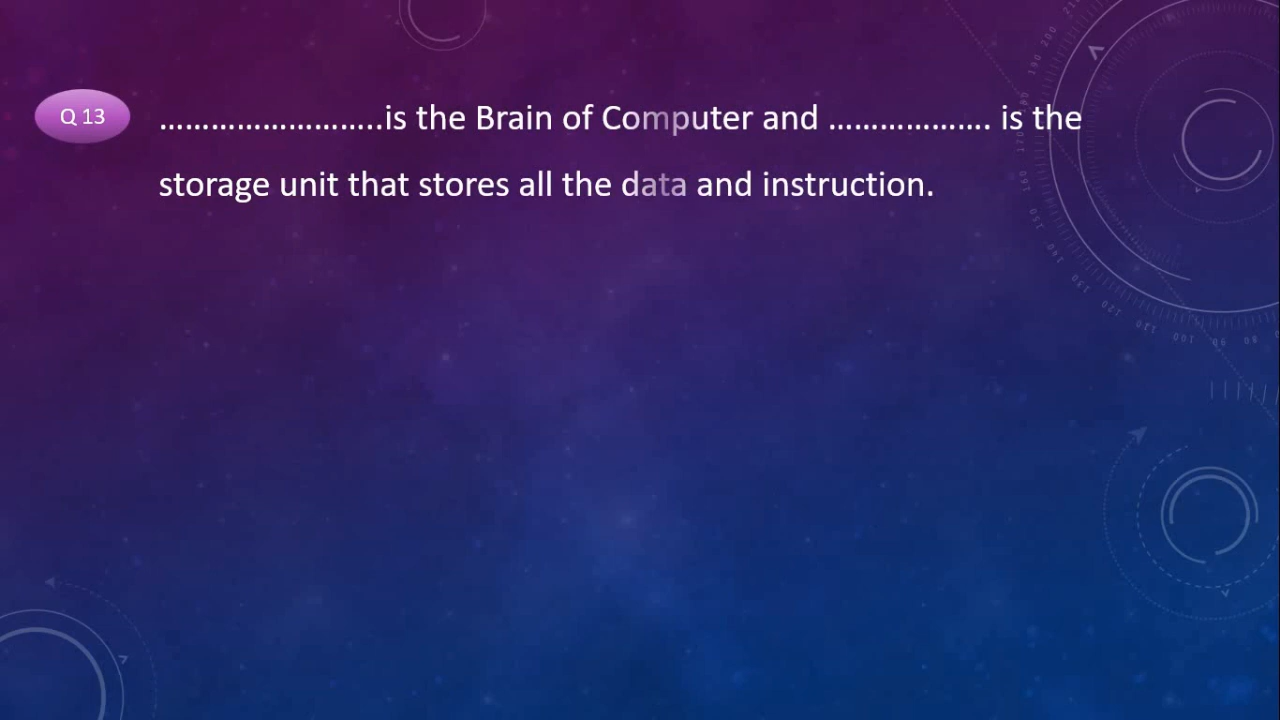 Q 13
……………………..is the Brain of Computer and ………………. is the
storage unit that stores all the data and instruction.